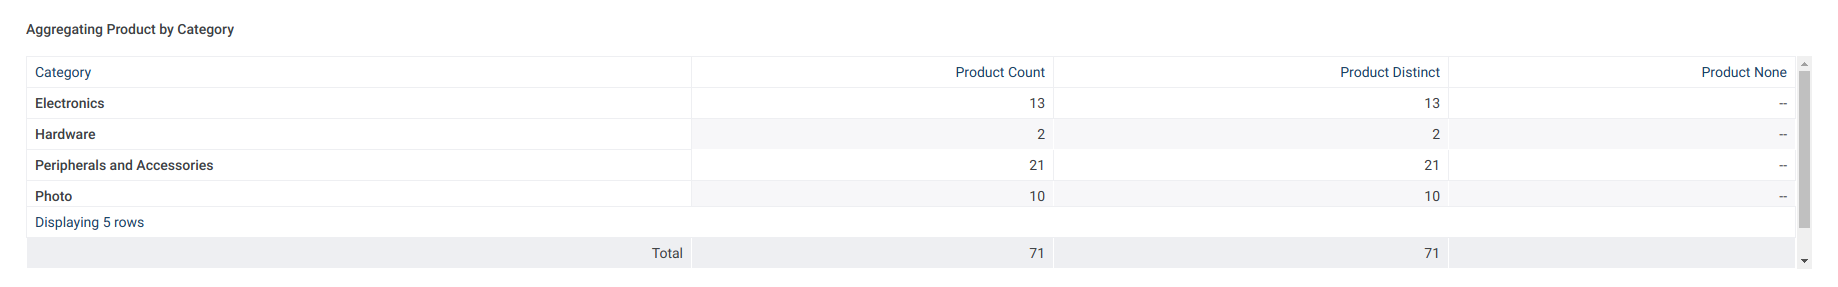 Aggregating Product by Category
Category Product Count Product Distinct Product None
Electronics 13 13 --
Hardware 2 2 --
Peripherals and Accessories 21 21 --
Photo 10 10 --
Displaying 5 rows
Total 71 71